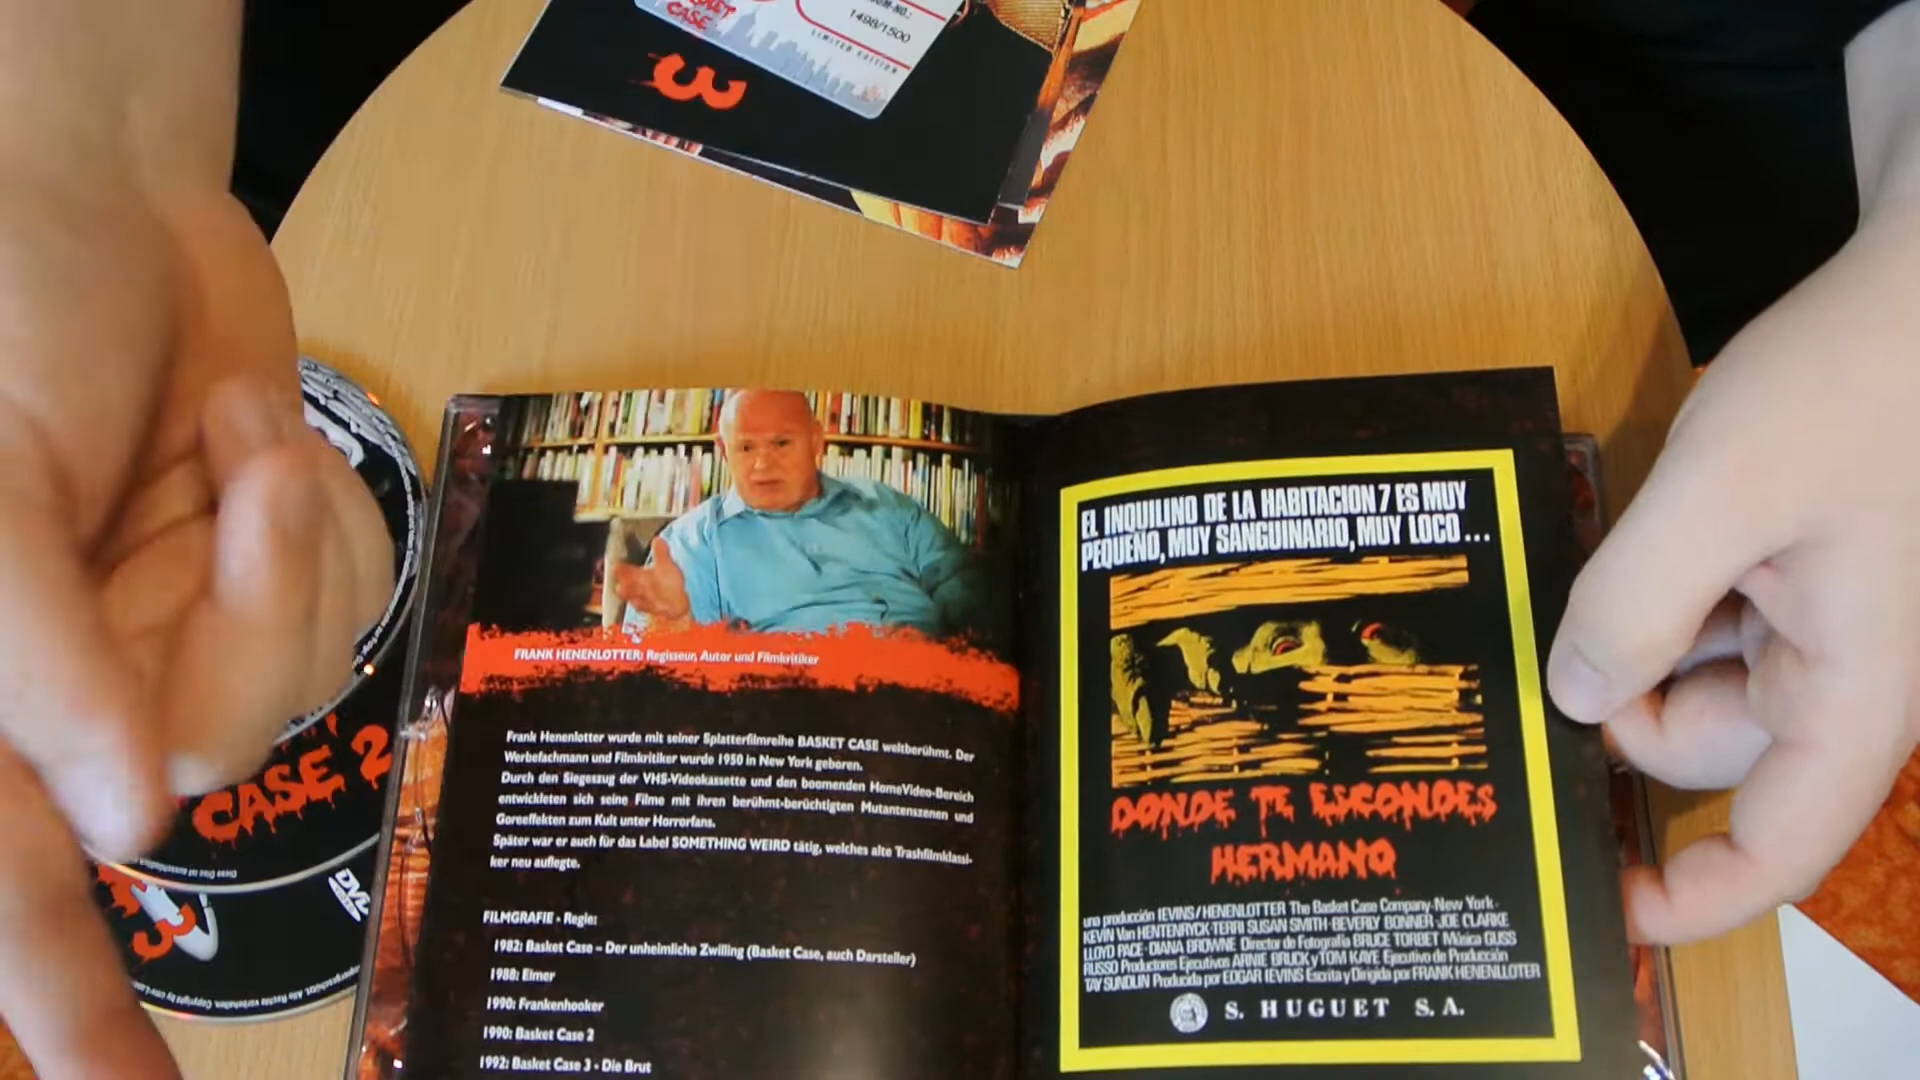 CASE
1498/1500
LIMITED EDITION
3
CASE 2
3
DVD
FRANK HENENLOTTER: Regisseur, Autor und Filmkritiker
Frank Henenlotter wurde mit seiner Splatterfilmreihe BASKET CASE weltberühmt. Der
Werbefachmann und Filmkritiker wurde 1950 in New York geboren.
Durch den Siegeszug der VHS-Videokassette und den boomenden HomeVideo-Bereich
entwickleten sich seine Filme mit ihren berühmt-berüchtigten Mutantenszenen und
Goreeffekten zum Kult unter Horrorfans.
Später war er auch für das Label SOMETHING WEIRD tätig, welches alte Trashfilmklassi-
ker neu auflegte.
FILMGRAFIE - Regie:
1982: Basket Case – Der unheimliche Zwilling (Basket Case, auch Darsteller)
1988: Elmer
1990: Frankenhooker
1990: Basket Case 2
1992: Basket Case 3 - Die Brut
EL INQUILINO DE LA HABITACION 7 ES MUY
PEQUEÑO, MUY SANGUINARIO, MUY LOCO...
DONDE TE ESCONDES
HERMANO
una producción IEVINS/HENENLOTTER The Basket Case Company-New York-
KEVIN Van HENTENRYCK-TERRI SUSAN SMITH-BEVERLY BONNER-JOE CLARKE
LLOYD PACE-DIANA BROWNE Director de Fotografía BRUCE TORBET Música GUSS
RUSSO Productores Ejecutivos ARNIE BRUCK y TOM KAYE Ejecutivo de Producción
TAY SUNDLIN Producida por EDGAR IEVINS Escrita y Dirigida por FRANK HENENLLOTER
S. HUGUET S.A.